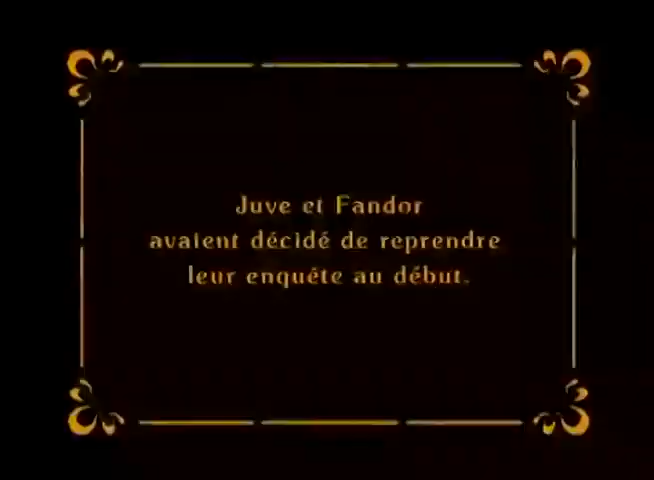 Juve et Fandor
avaient décidé de reprendre
leur enquête au début.